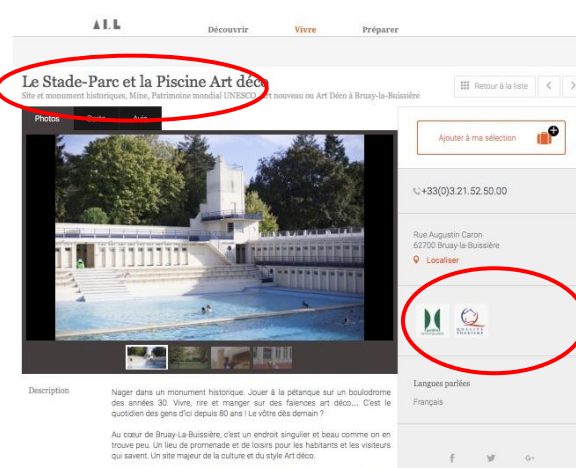 ALL
Découvrir Vivre Préparer
Le Stade-Parc et la Piscine Art déco
Site et monument historiques, Mine, Patrimoine mondial UNESCO, Art nouveau ou Art Déco à Bruay-la-Buissière
Retour à la liste
Photos Carte Avis
Ajouter à ma sélection
+33(0)3.21.52.50.00
Rue Augustin Caron
62700 Bruay-la-Buissière
Localiser
QUALITÉ
TOURISME
Langues parlées
Français
Description
Nager dans un monument historique. Jouer à la pétanque sur un boulodrome
des années 30. Vivre, rire et manger sur des faïences art déco... C'est le
quotidien des gens d'ici depuis 80 ans ! Le vôtre dès demain ?
Au cœur de Bruay-La-Buissière, c'est un endroit singulier et beau comme on en
trouve peu. Un lieu de promenade et de loisirs pour les habitants et les visiteurs
qui savent. Un site majeur de la culture et du style Art déco.
f G+